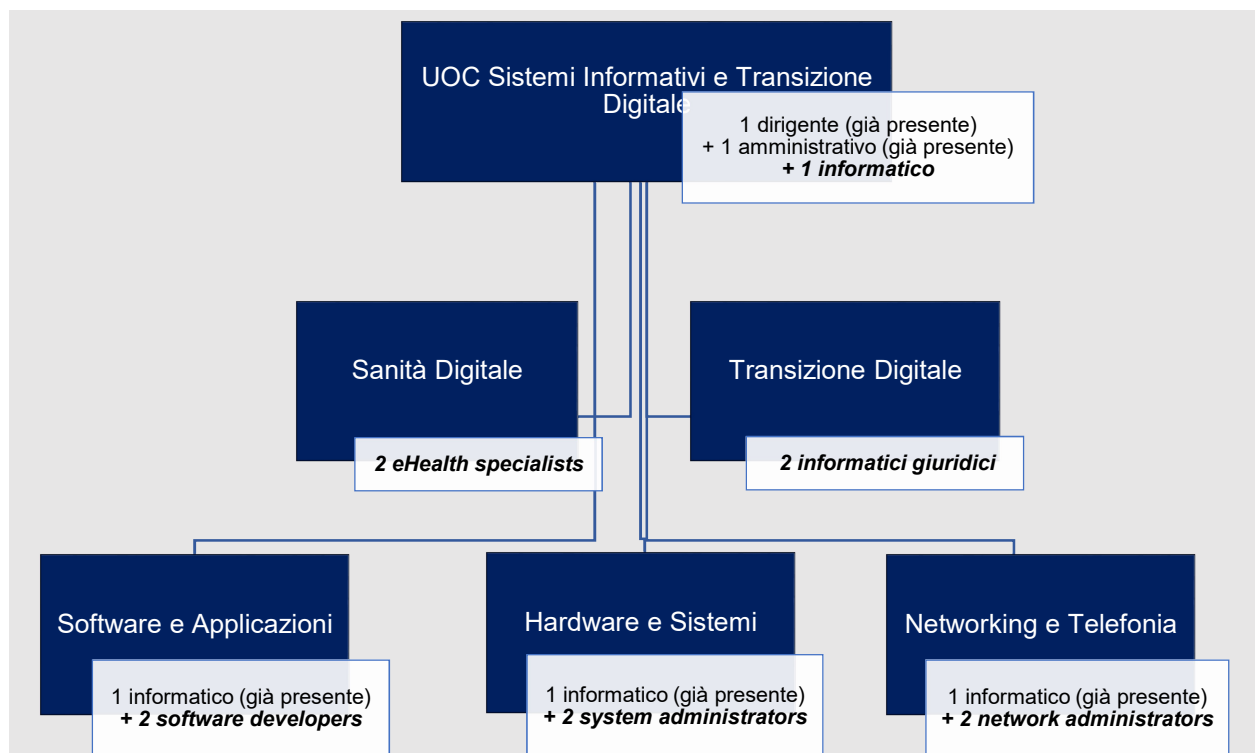 UOC Sistemi Informativi e Transizione
Digitale
1 dirigente (già presente)
+ 1 amministrativo (già presente)
+ 1 informatico
Sanità Digitale
2 eHealth specialists
Transizione Digitale
2 informatici giuridici
Software e Applicazioni
1 informatico (già presente)
+ 2 software developers
Hardware e Sistemi
1 informatico (già presente)
+ 2 system administrators
Networking e Telefonia
1 informatico (già presente)
+ 2 network administrators